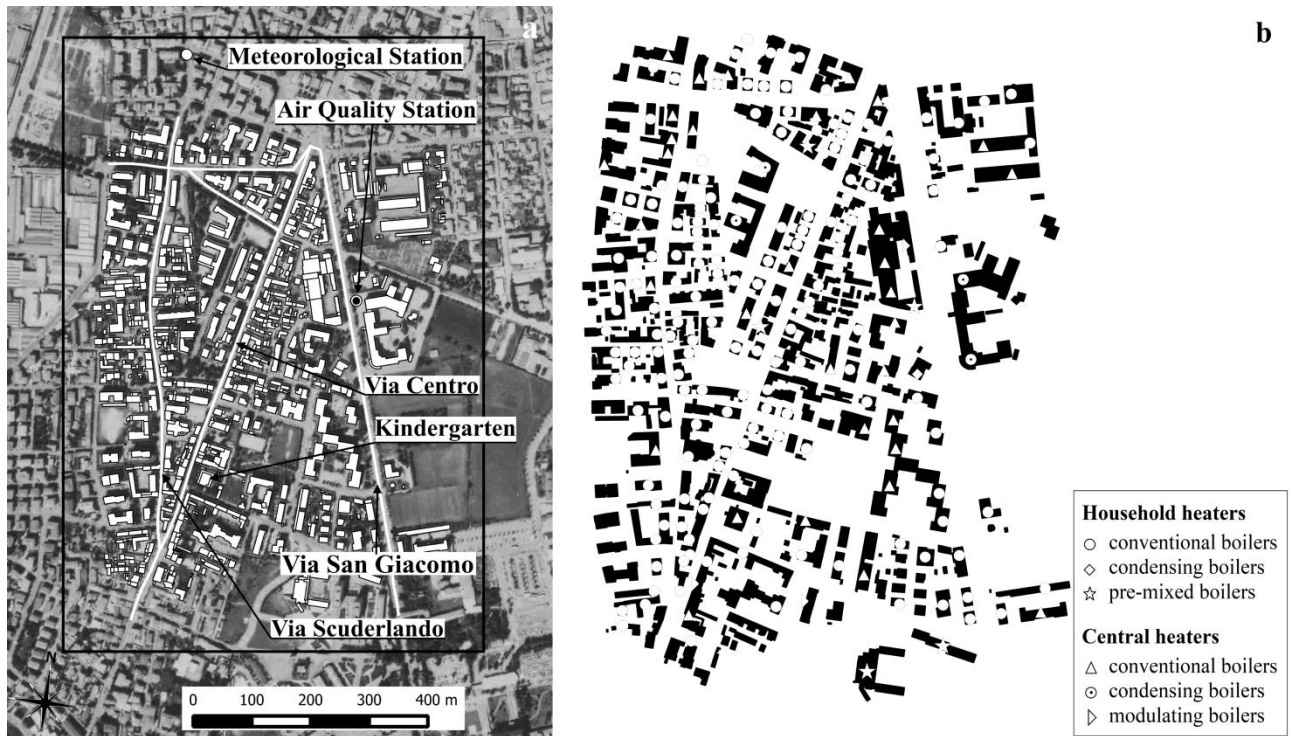 a
Meteorological Station
Air Quality Station
Via Centro
Kindergarten
Via San Giacomo
Via Scuderlando
N
0 100 200 300 400 m
b
Household heaters
conventional boilers
condensing boilers
pre-mixed boilers
Central heaters
conventional boilers
condensing boilers
modulating boilers